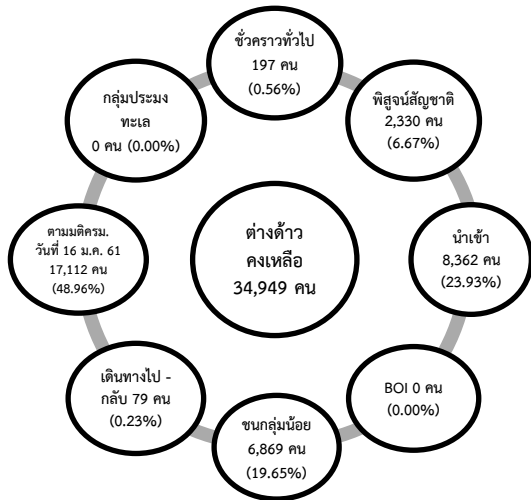 ชั่วคราวทั่วไป
197 คน
(0.56%)
พิสูจน์สัญชาติ
2,330 คน
(6.67%)
นำเข้า
8,362 คน
(23.93%)
BOI 0 คน
(0.00%)
ชนกลุ่มน้อย
6,869 คน
(19.65%)
เดินทางไป -
กลับ 79 คน
(0.23%)
ตามมติครม.
วันที่ 16 ม.ค. 61
17,112 คน
(48.96%)
กลุ่มประมง
ทะเล
0 คน (0.00%)
ต่างด้าว
คงเหลือ
34,949 คน